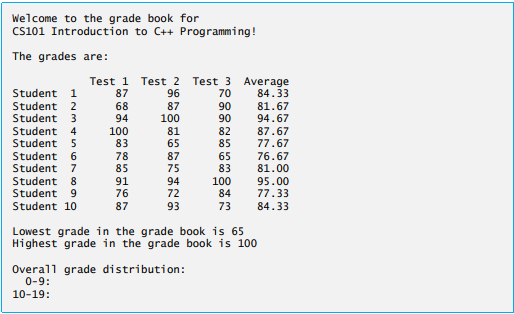 Welcome to the grade book for
CS101 Introduction to C++ Programming!
The grades are:
Test 1 Test 2 Test 3 Average
Student 1 87 96 70 84.33
Student 2 68 87 90 81.67
Student 3 94 100 90 94.67
Student 4 100 81 82 87.67
Student 5 83 65 85 77.67
Student 6 78 87 65 76.67
Student 7 85 75 83 81.00
Student 8 91 94 100 95.00
Student 9 76 72 84 77.33
Student 10 87 93 73 84.33
Lowest grade in the grade book is 65
Highest grade in the grade book is 100
Overall grade distribution:
0-9:
10-19: